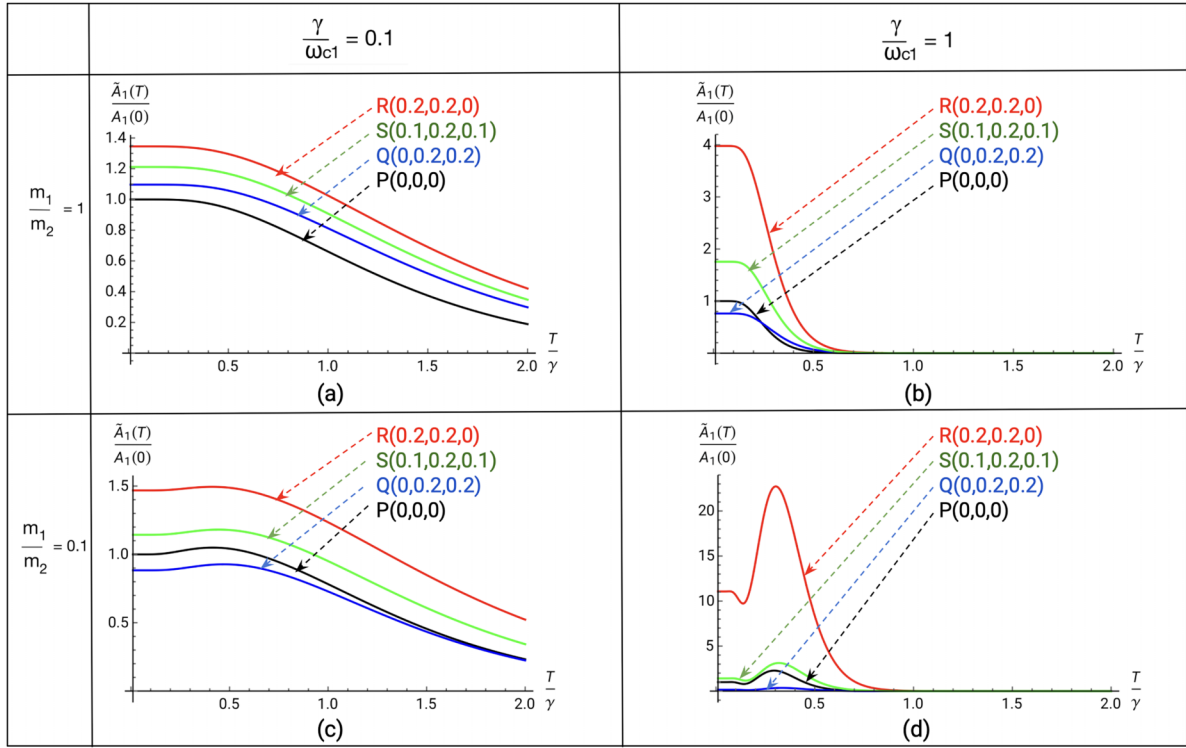 γ/ωc1 = 0.1
γ/ωc1 = 1
m1/m2 = 1
Ã1(T)/A1(0)
R(0.2,0.2,0)
S(0.1,0.2,0.1)
Q(0,0.2,0.2)
P(0,0,0)
1.4
1.2
1.0
0.8
0.6
0.4
0.2
0.5 1.0 1.5 2.0
T/γ
(a)
Ã1(T)/A1(0)
R(0.2,0.2,0)
S(0.1,0.2,0.1)
Q(0,0.2,0.2)
P(0,0,0)
4
3
2
1
0.5 1.0 1.5 2.0
T/γ
(b)
m1/m2 = 0.1
Ã1(T)/A1(0)
R(0.2,0.2,0)
S(0.1,0.2,0.1)
Q(0,0.2,0.2)
P(0,0,0)
1.5
1.0
0.5
0.5 1.0 1.5 2.0
T/γ
(c)
Ã1(T)/A1(0)
R(0.2,0.2,0)
S(0.1,0.2,0.1)
Q(0,0.2,0.2)
P(0,0,0)
20
15
10
5
0.5 1.0 1.5 2.0
T/γ
(d)